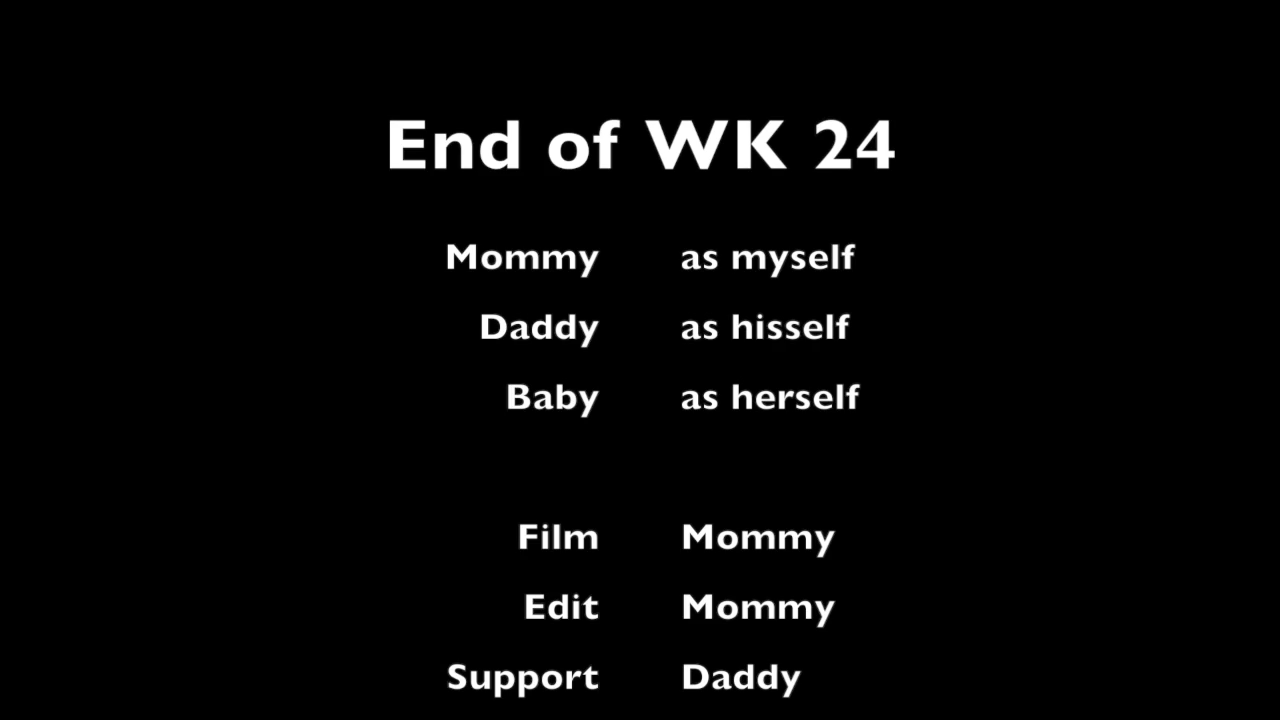 End of WK 24
Mommy as myself
Daddy as hisself
Baby as herself
Film Mommy
Edit Mommy
Support Daddy